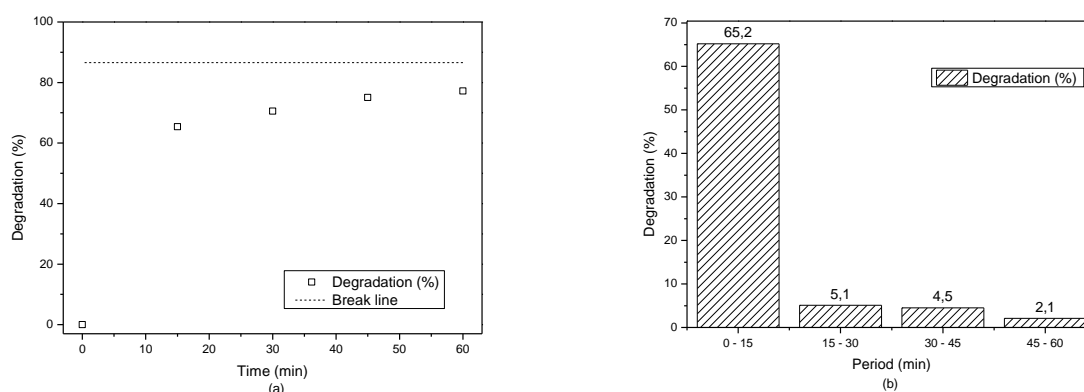 100
80
60
40
20
0
Degradation (%)
Degradation (%)
Break line
0 10 20 30 40 50 60
Time (min)
(a)
70
60
50
40
30
20
10
0
Degradation (%)
65,2
Degradation (%)
5,1
4,5
2,1
0 - 15 15 - 30 30 - 45 45 - 60
Period (min)
(b)